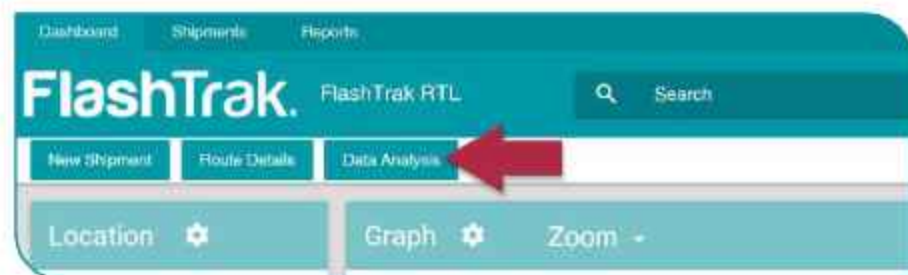 Dashboard Shipments Reports
FlashTrak. FlashTrak RTL Search
New Shipment Route Details Data Analysis
Location Graph Zoom